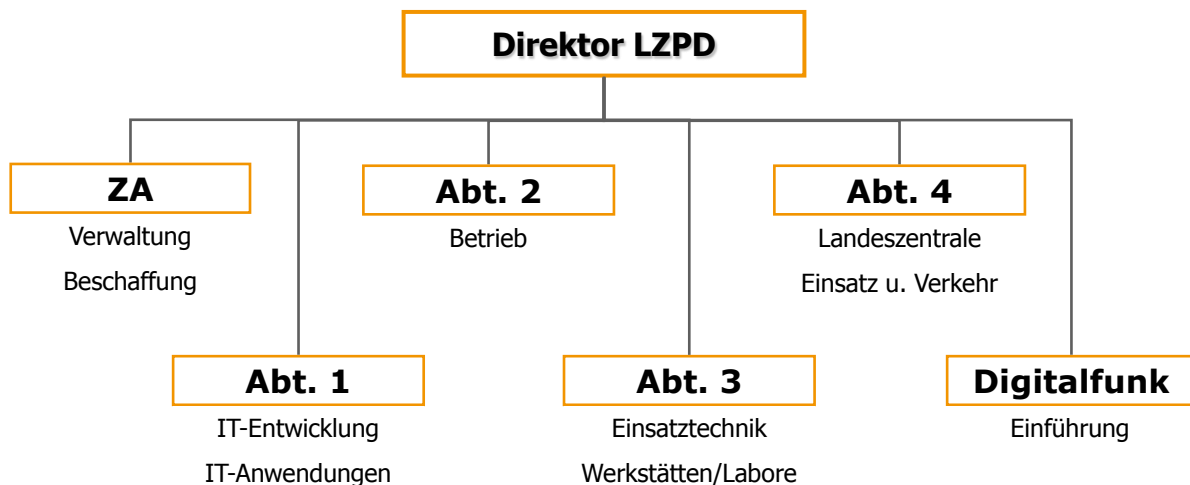 Direktor LZPD
ZA
Verwaltung
Beschaffung
Abt. 2
Betrieb
Abt. 4
Landeszentrale
Einsatz u. Verkehr
Abt. 1
IT-Entwicklung
IT-Anwendungen
Abt. 3
Einsatztechnik
Werkstätten/Labore
Digitalfunk
Einführung